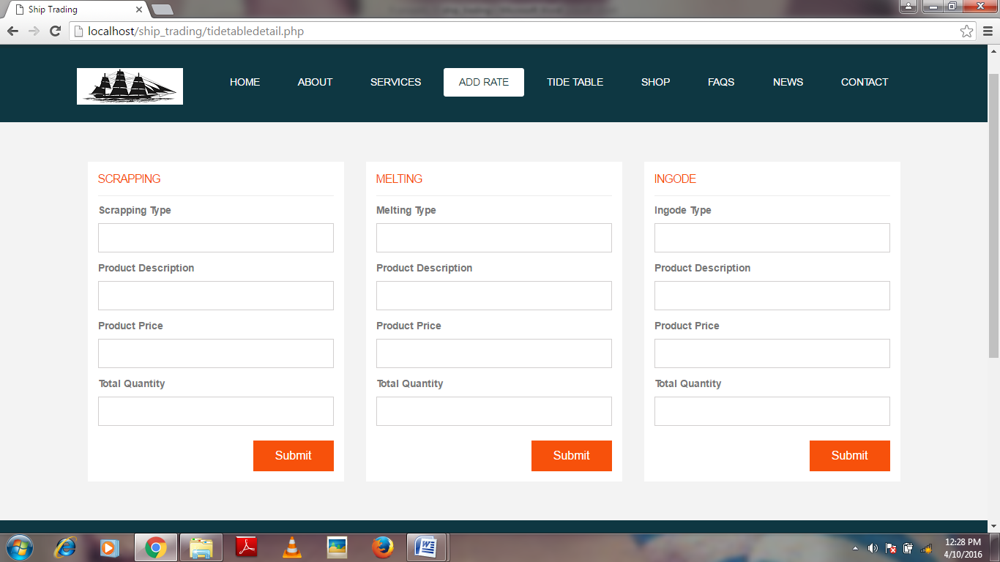 Ship Trading
localhost/ship_trading/tidetabledetail.php
HOME ABOUT SERVICES ADD RATE TIDE TABLE SHOP FAQS NEWS CONTACT
SCRAPPING
Scrapping Type
Product Description
Product Price
Total Quantity
Submit
MELTING
Melting Type
Product Description
Product Price
Total Quantity
Submit
INGODE
Ingode Type
Product Description
Product Price
Total Quantity
Submit
12:28 PM
4/10/2016